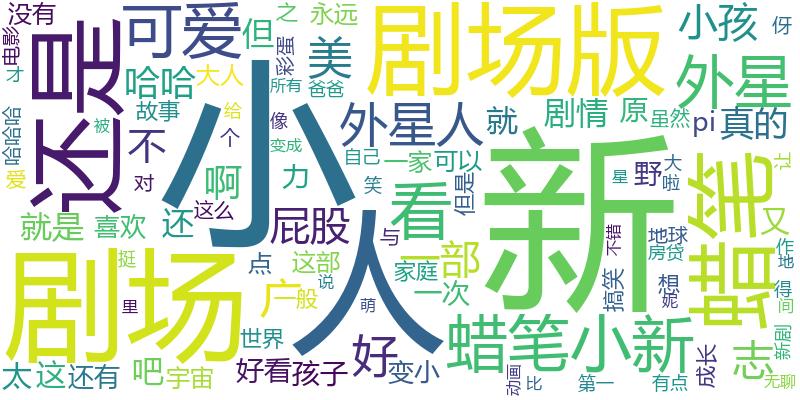 没有
电影
才
还是
可爱
但
之
彩蛋
永远
剧场版
小孩
伢
哈哈
大人
所有
爸爸
美
外星
哈哈哈
故事
给
个
像
外星人
就
剧情
原
虽然
pi
真的
被
不
小
变成
爱
对
啊
力
自己
一家
可以
但是
新
星
野
大
啦
蜡笔
让
这么
笑
看
就是
喜欢
还
屁股
与
不错
地球
房贷
又
作
地
剧场
挺
点
这部
说
人
家庭
一部
一次
搞笑
想
妮
得
间
里
广
一般
萌
世界
好
蜡笔小新
志
新剧
太
这
还有
吧
宇宙
好看
孩子
变小
动画
比
第一
有点
成长
无聊